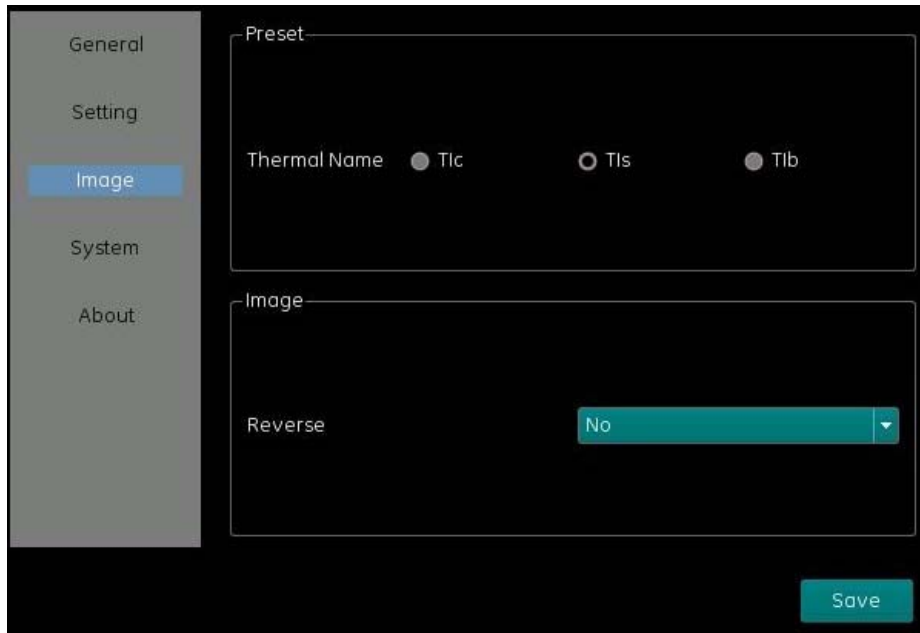 General
Setting
Image
System
About
Preset
Thermal Name TIc TIs TIb
Image
Reverse No
Save